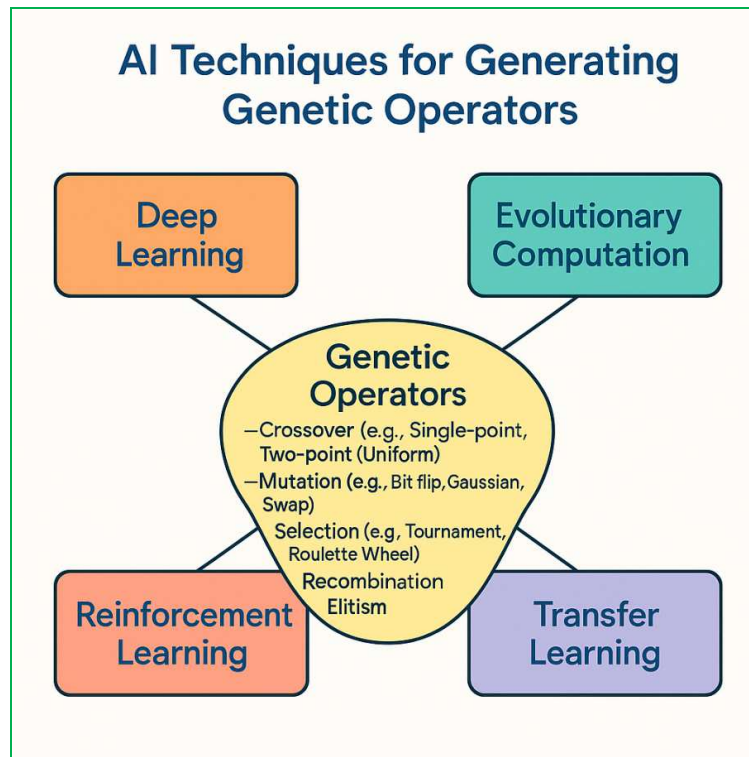 AI Techniques for Generating
Genetic Operators
Deep
Learning
Evolutionary
Computation
Genetic
Operators
—Crossover (e.g., Single-point,
Two-point (Uniform)
—Mutation (e.g., Bit flip, Gaussian,
Swap)
Selection (e.g, Tournament,
Roulette Wheel)
Recombination
Elitism
Reinforcement
Learning
Transfer
Learning